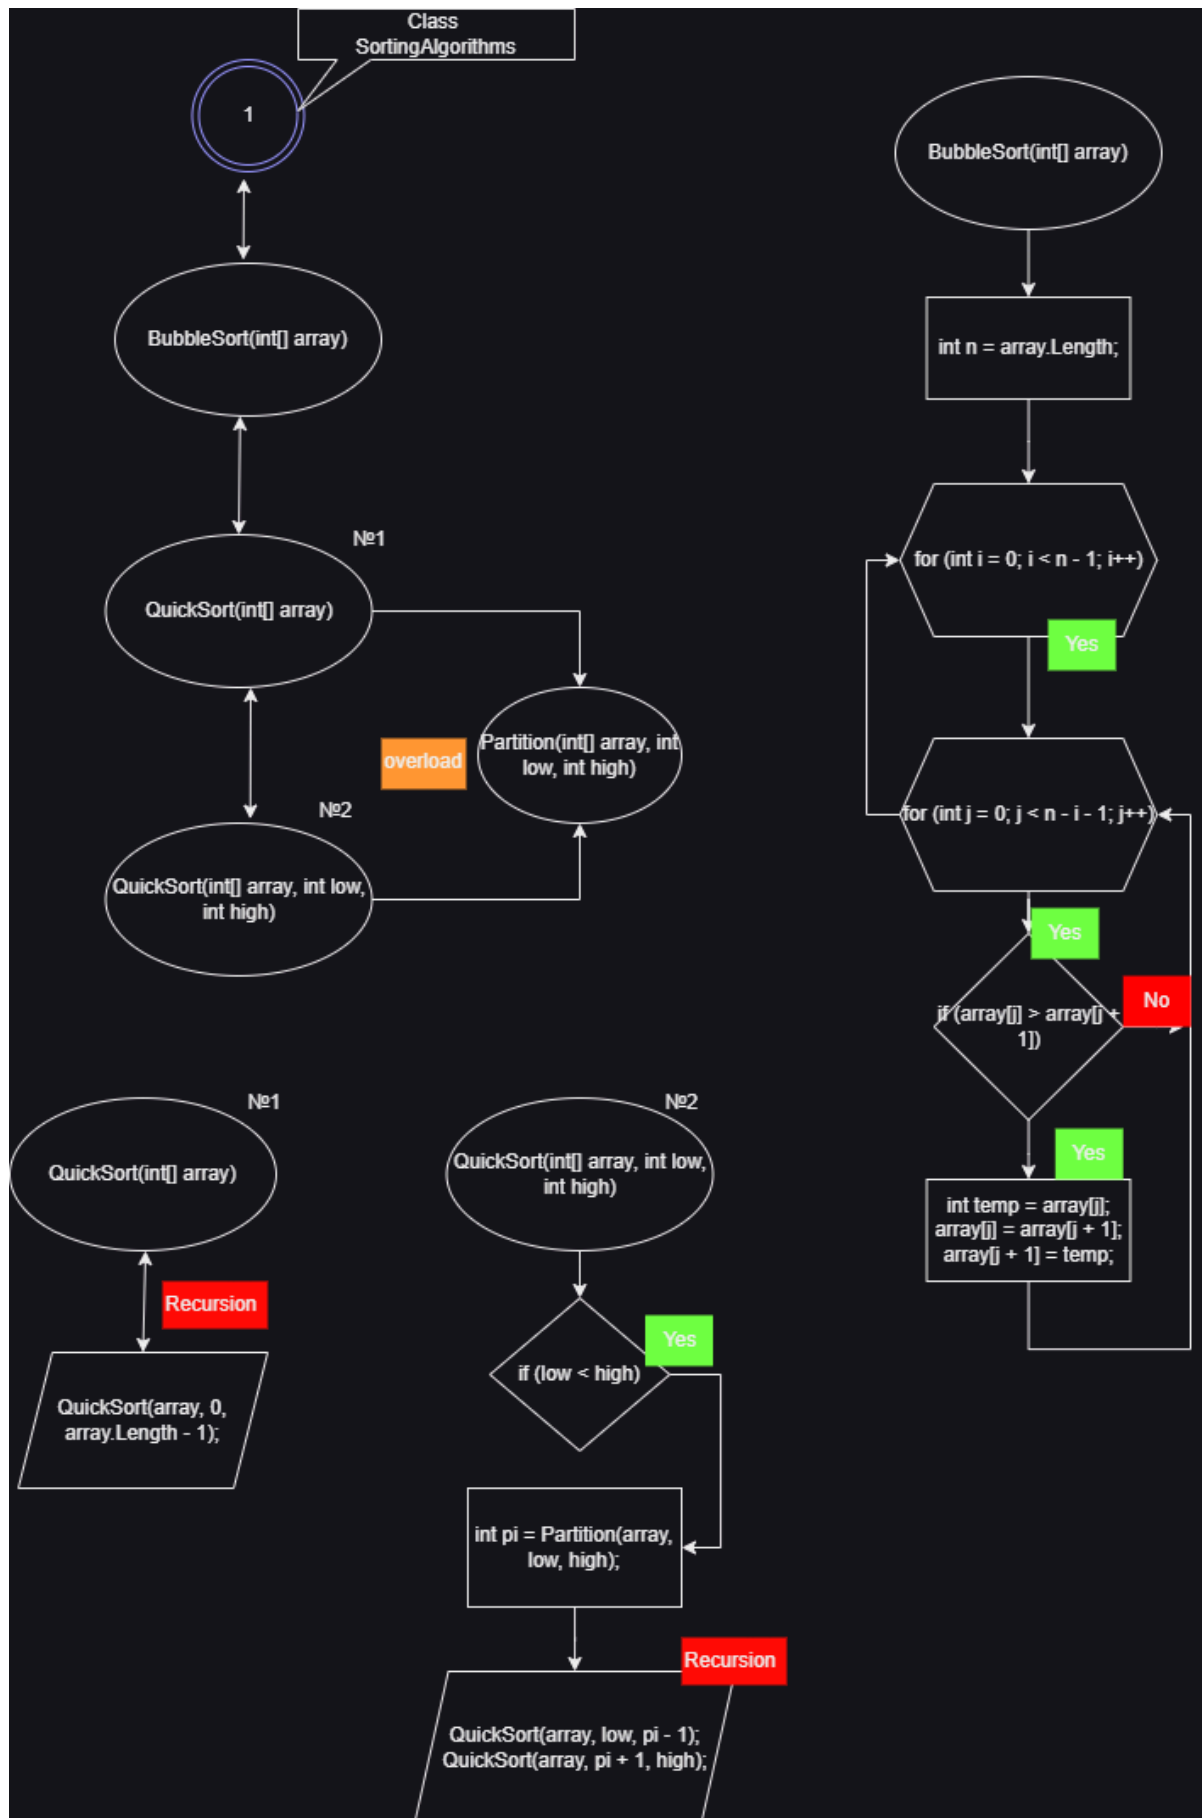 Class
SortingAlgorithms
1
BubbleSort(int[] array)
№1
QuickSort(int[] array)
overload
Partition(int[] array, int
low, int high)
№2
QuickSort(int[] array, int low,
int high)
BubbleSort(int[] array)
int n = array.Length;
for (int i = 0; i < n - 1; i++)
Yes
for (int j = 0; j < n - i - 1; j++)
Yes
if (array[j] > array[j +
1])
No
Yes
int temp = array[j];
array[j] = array[j + 1];
array[j + 1] = temp;
№1
QuickSort(int[] array)
Recursion
QuickSort(array, 0,
array.Length - 1);
№2
QuickSort(int[] array, int low,
int high)
if (low < high)
Yes
int pi = Partition(array,
low, high);
Recursion
QuickSort(array, low, pi - 1);
QuickSort(array, pi + 1, high);